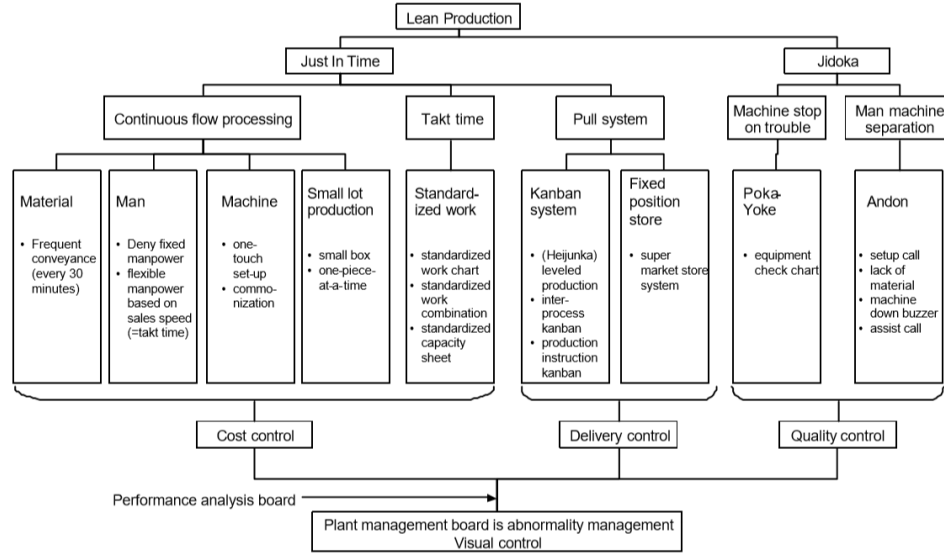 Lean Production
Just In Time
Jidoka
Continuous flow processing
Takt time
Pull system
Machine stop
on trouble
Man machine
separation
Material
• Frequent
conveyance
(every 30
minutes)
Man
• Deny fixed
manpower
• flexible
manpower
based on
sales speed
(=takt time)
Machine
• one-
touch
set-up
• commo-
nization
Small lot
production
• small box
• one-piece-
at-a-time
Standard-
ized work
• standardized
work chart
• standardized
work
combination
• standardized
capacity
sheet
Kanban
system
• (Heijunka)
leveled
production
• inter-
process
kanban
• production
instruction
kanban
Fixed
position
store
• super
market store
system
Poka-
Yoke
• equipment
check chart
Andon
• setup call
• lack of
material
• machine
down buzzer
• assist call
Cost control
Delivery control
Quality control
Performance analysis board
Plant management board is abnormality management
Visual control